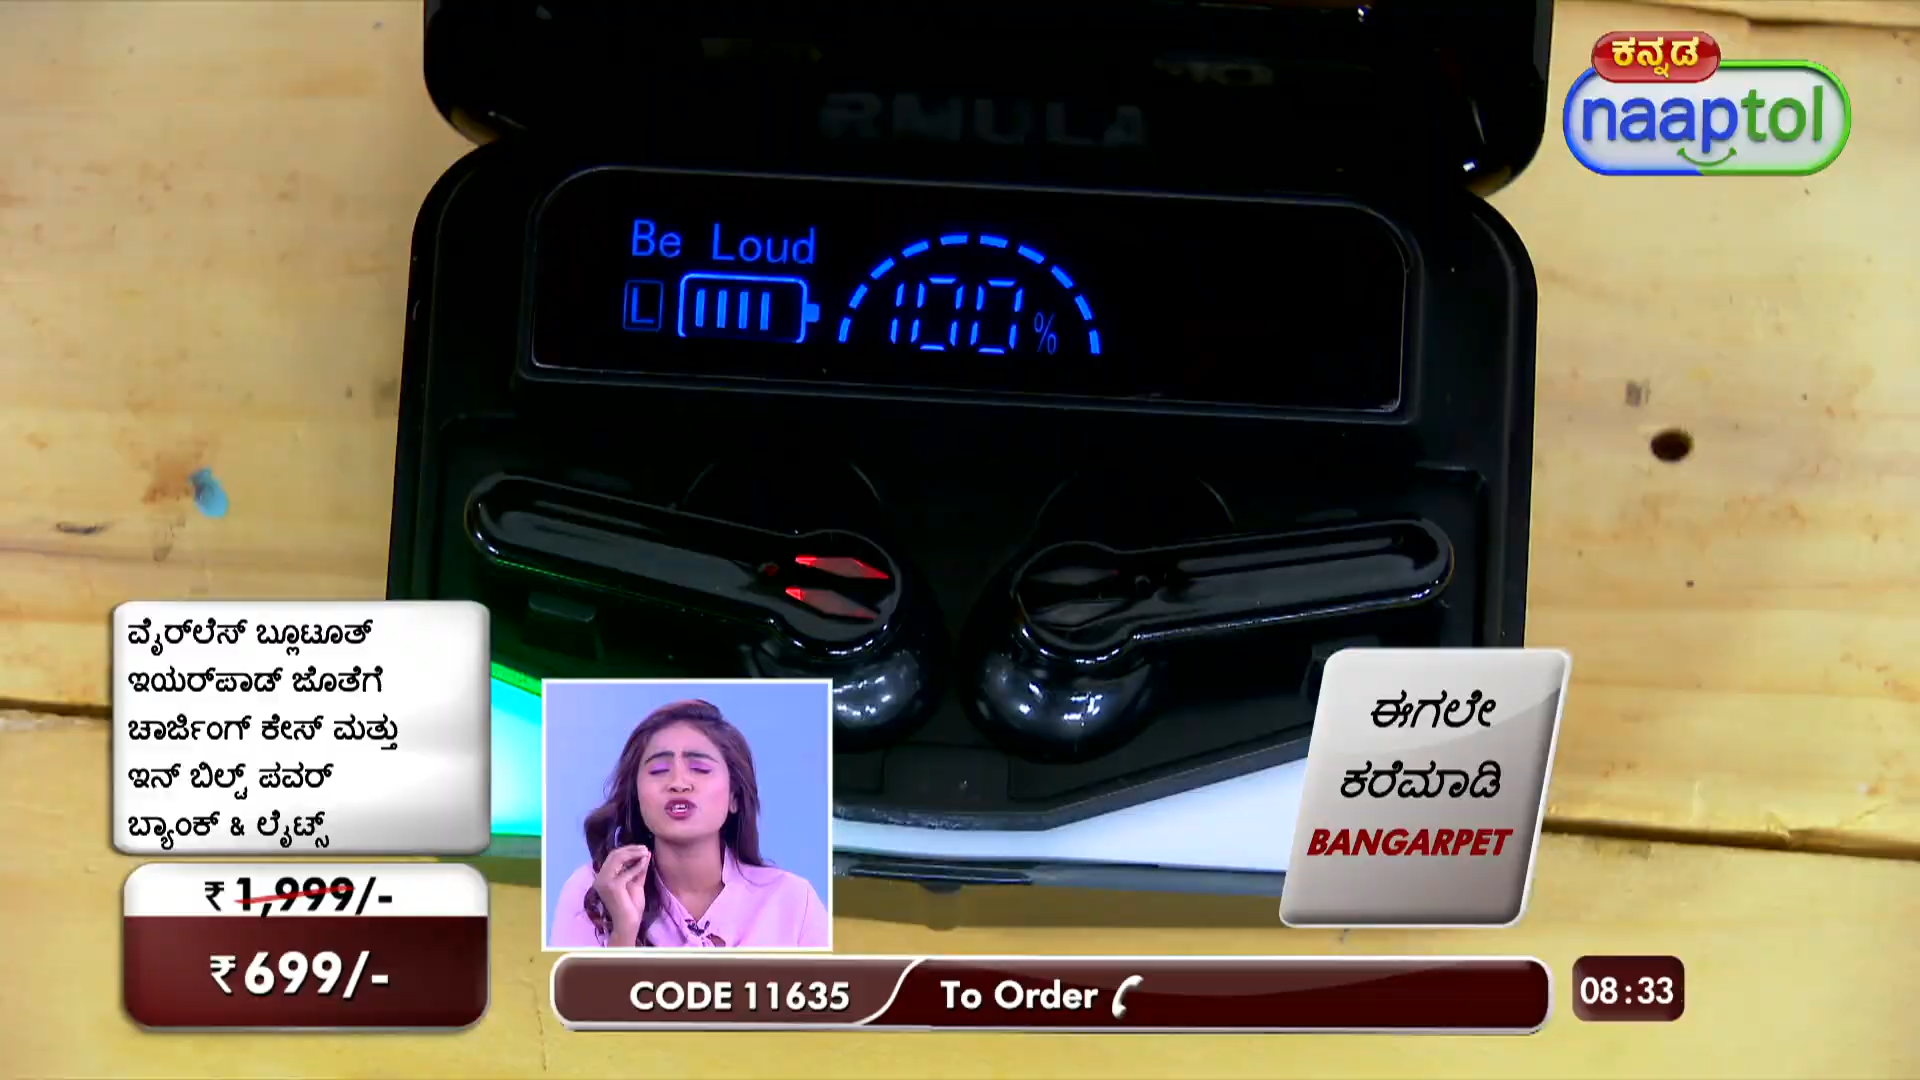 ಕನ್ನಡ
naaptol
RMULA
Be Loud
L
100%
ವೈರ್‌ಲೆಸ್ ಬ್ಲೂಟೂತ್
ಇಯರ್‌ಪಾಡ್ ಜೊತೆಗೆ
ಚಾರ್ಜಿಂಗ್ ಕೇಸ್ ಮತ್ತು
ಇನ್ ಬಿಲ್ಟ್ ಪವರ್
ಬ್ಯಾಂಕ್ & ಲೈಟ್ಸ್
₹1,999/-
₹699/-
ಈಗಲೇ
ಕರೆಮಾಡಿ
BANGARPET
CODE 11635
To Order
08:33